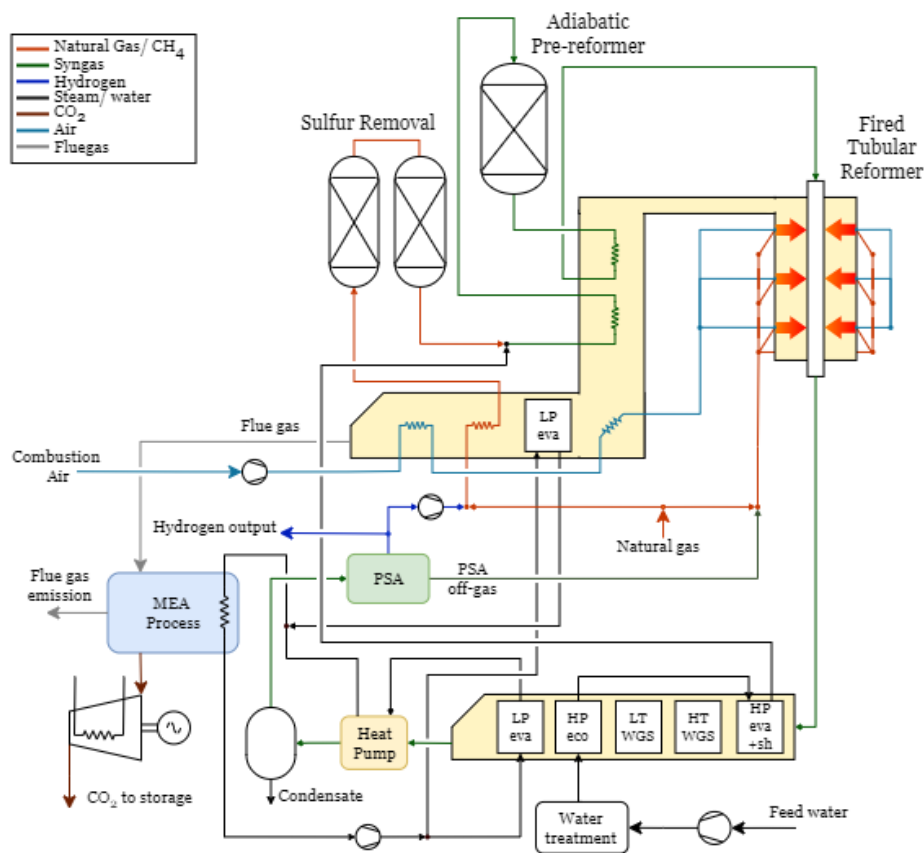 Adiabatic
Pre-reformer
Natural Gas/ CH4
Syngas
Hydrogen
Steam/ water
CO2
Air
Fluegas
Sulfur Removal
Fired
Tubular
Reformer
Flue gas
LP
eva
Combustion
Air
Hydrogen output
Natural gas
PSA
PSA
off-gas
Flue gas
emission
MEA
Process
LP
eva
HP
eco
LT
WGS
HT
WGS
HP
eva
+sh
Heat
Pump
CO2 to storage
Condensate
Water
treatment
Feed water